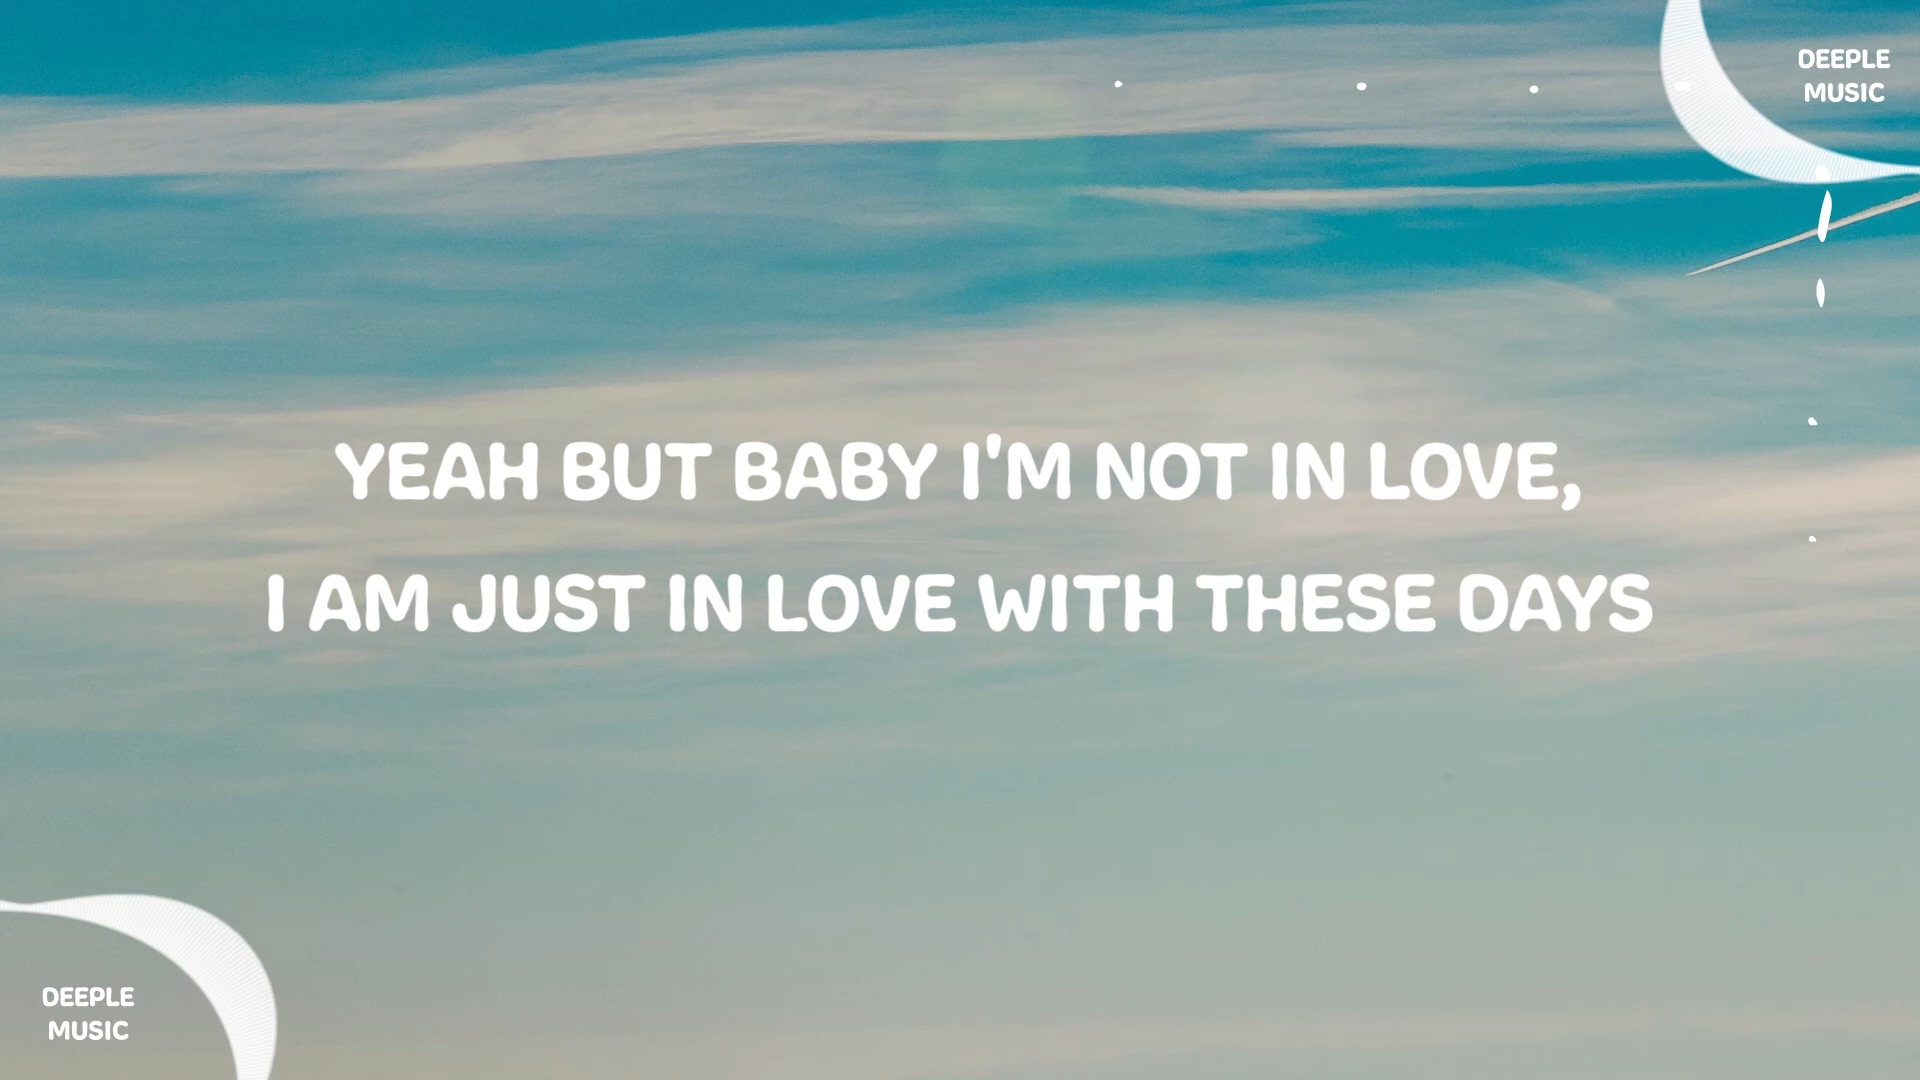 DEEPLE
MUSIC
YEAH BUT BABY I'M NOT IN LOVE,
I AM JUST IN LOVE WITH THESE DAYS
DEEPLE
MUSIC